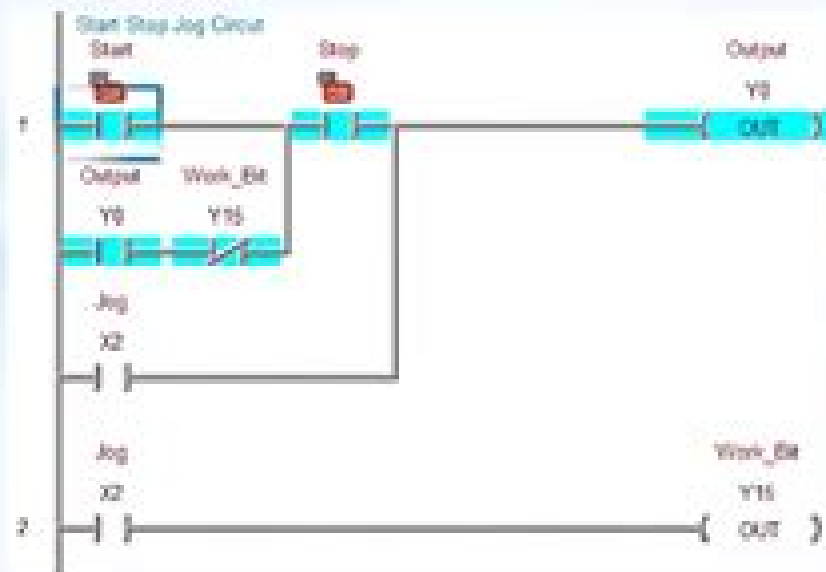 Start Stop Jog Circut
Start Stop Output
Y0
1 OUT
Output Work_Bit
Y0 Y15
Jog
X2
Jog Work_Bit
X2 Y15
2 OUT